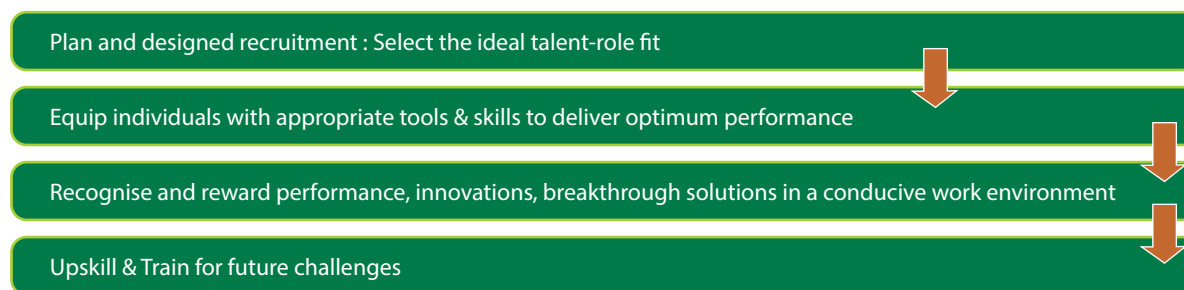 Plan and designed recruitment : Select the ideal talent-role fit
Equip individuals with appropriate tools & skills to deliver optimum performance
Recognise and reward performance, innovations, breakthrough solutions in a conducive work environment
Upskill & Train for future challenges